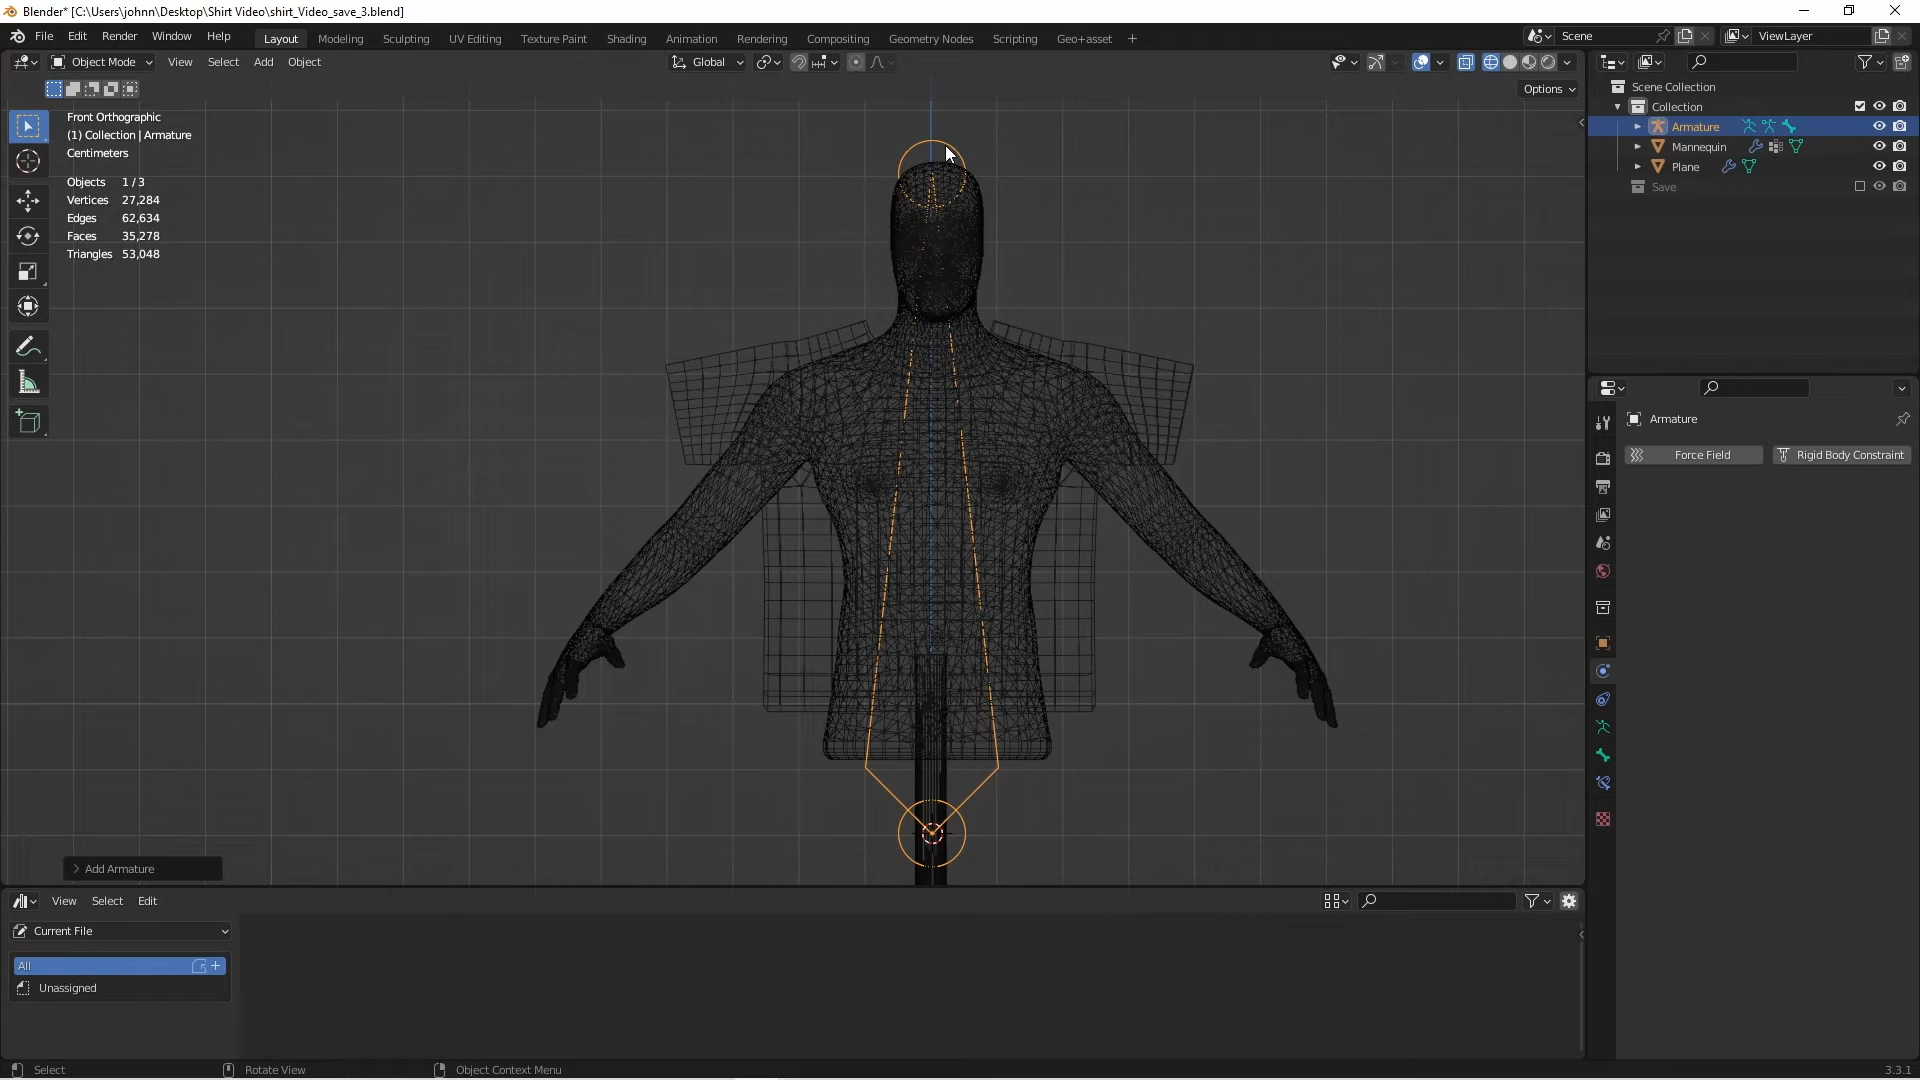 Blender* [C:\Users\johnn\Desktop\Shirt Video\shirt_Video_save_3.blend]
File Edit Render Window Help Layout Modeling Sculpting UV Editing Texture Paint Shading Animation Rendering Compositing Geometry Nodes Scripting Geo+asset + Scene ViewLayer
Object Mode View Select Add Object Global
Options
Front Orthographic
(1) Collection | Armature
Centimeters
Objects 1 / 3
Vertices 27,284
Edges 62,634
Faces 35,278
Triangles 53,048
Scene Collection
Collection
Armature
Mannequin
Plane
Save
Armature
Force Field Rigid Body Constraint
Add Armature
View Select Edit
Current File
All
Unassigned
Select Rotate View Object Context Menu 3.3.1